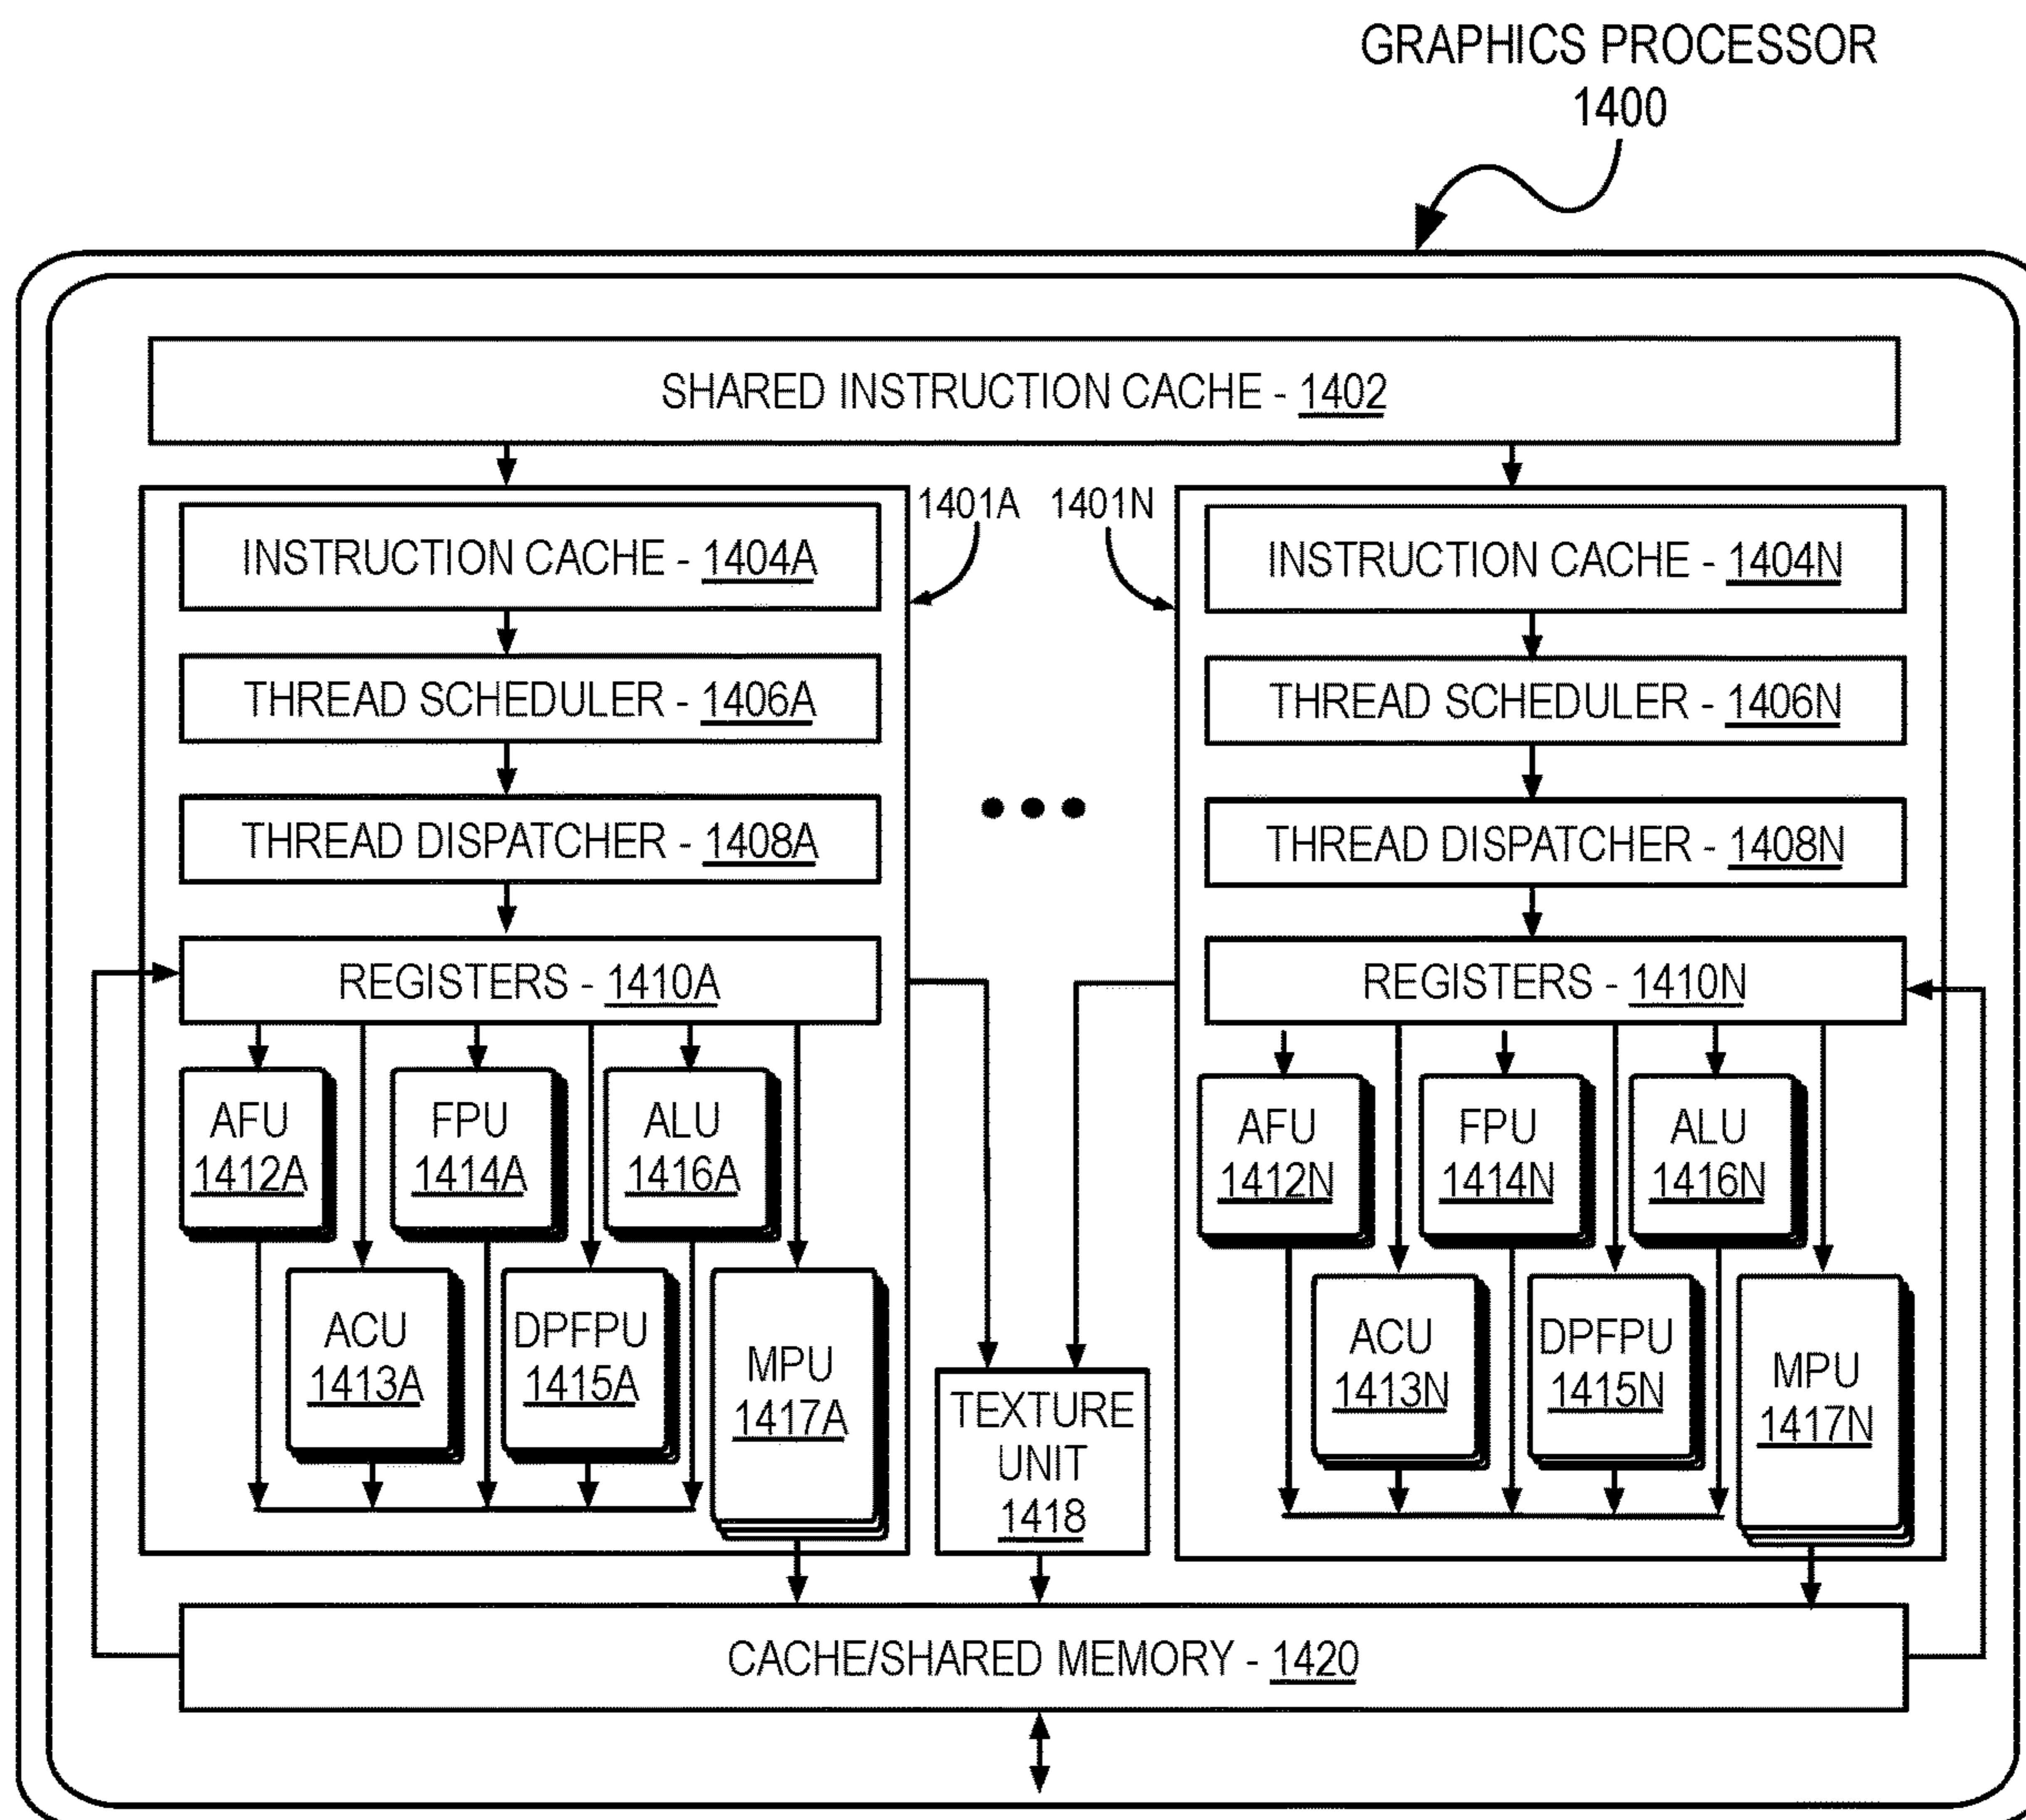 GRAPHICS PROCESSOR
1400
SHARED INSTRUCTION CACHE - 1402
1401A
1401N
INSTRUCTION CACHE - 1404A
THREAD SCHEDULER - 1406A
THREAD DISPATCHER - 1408A
REGISTERS - 1410A
AFU
1412A
FPU
1414A
ALU
1416A
ACU
1413A
DPFPU
1415A
MPU
1417A
INSTRUCTION CACHE - 1404N
THREAD SCHEDULER - 1406N
THREAD DISPATCHER - 1408N
REGISTERS - 1410N
AFU
1412N
FPU
1414N
ALU
1416N
ACU
1413N
DPFPU
1415N
MPU
1417N
TEXTURE
UNIT
1418
CACHE/SHARED MEMORY - 1420